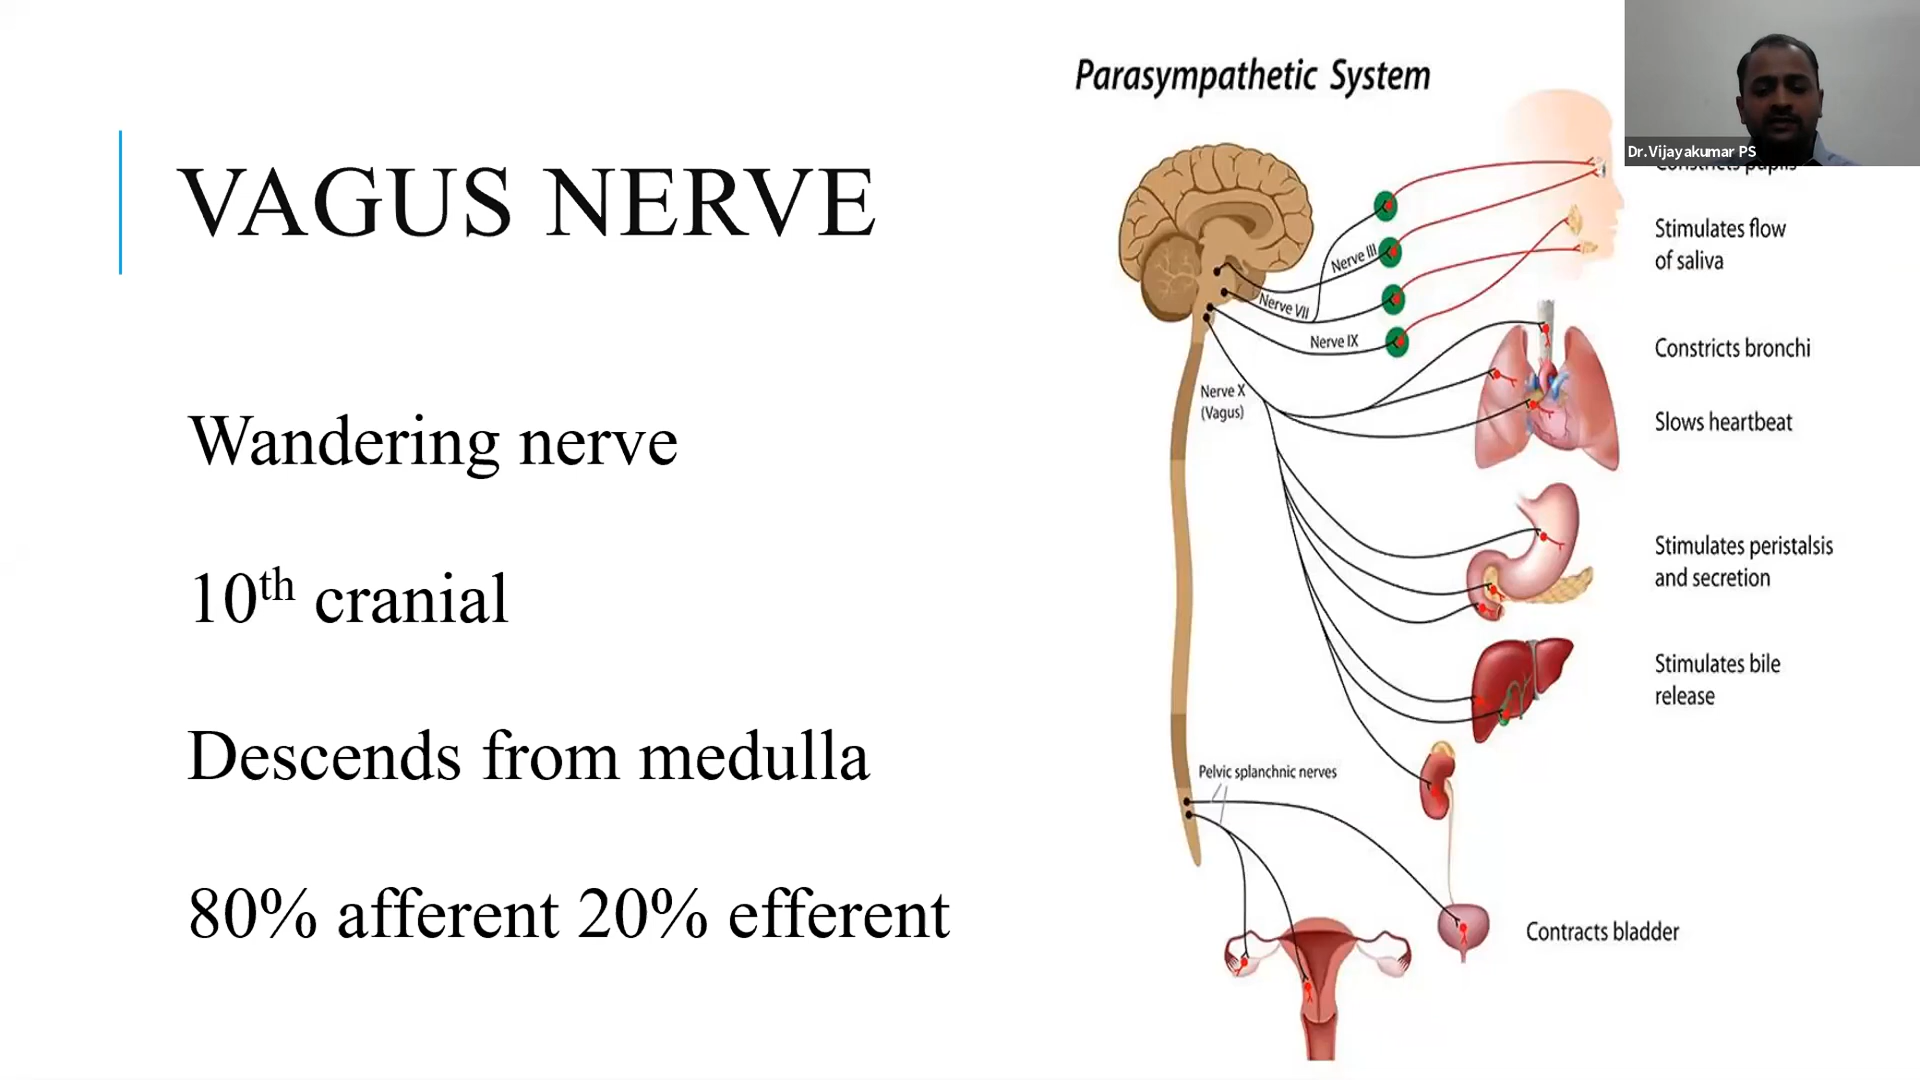 VAGUS NERVE
Wandering nerve
10th cranial
Descends from medulla
80% afferent 20% efferent
Parasympathetic System
Dr.Vijayakumar PS
Constricts pupils
Stimulates flow
of saliva
Constricts bronchi
Slows heartbeat
Stimulates peristalsis
and secretion
Stimulates bile
release
Contracts bladder
Nerve III
Nerve VII
Nerve IX
Nerve X
(Vagus)
Pelvic splanchnic nerves